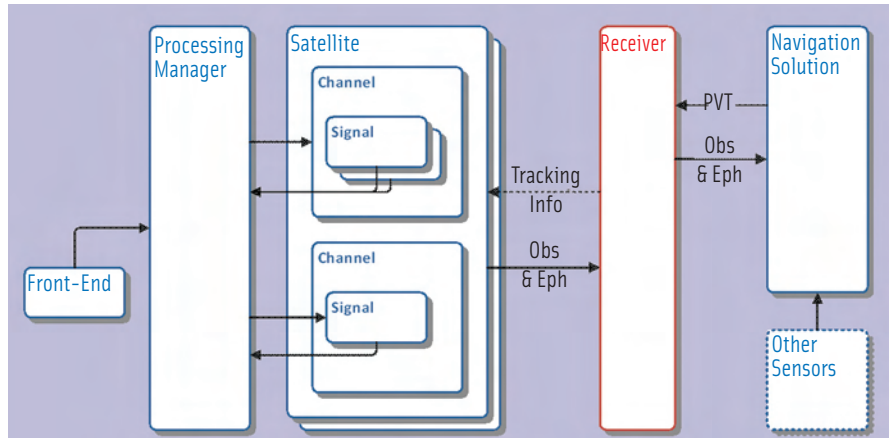 Processing
Manager
Satellite
Receiver
Navigation
Solution
Channel
Signal
PVT
Obs
& Eph
Tracking
Info
Channel
Obs
& Eph
Front-End
Signal
Other
Sensors